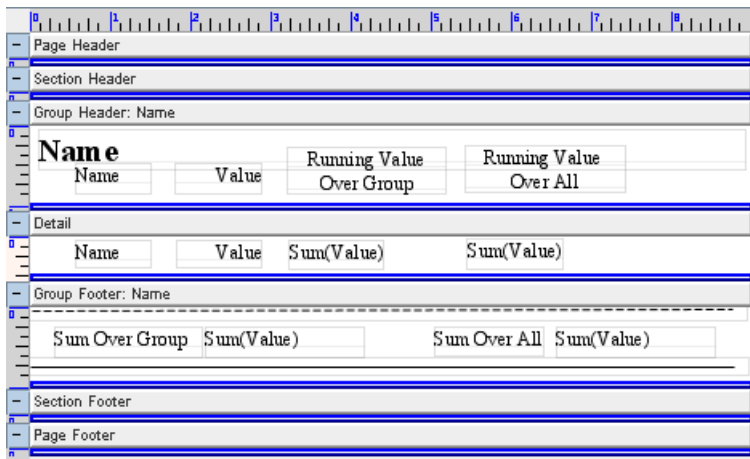 0 1 2 3 4 5 6 7 8
Page Header
Section Header
Group Header: Name
Name
Name Value Running Value Running Value
Over Group Over All
Detail
Name Value Sum(Value) Sum(Value)
Group Footer: Name
Sum Over Group Sum(Value) Sum Over All Sum(Value)
Section Footer
Page Footer